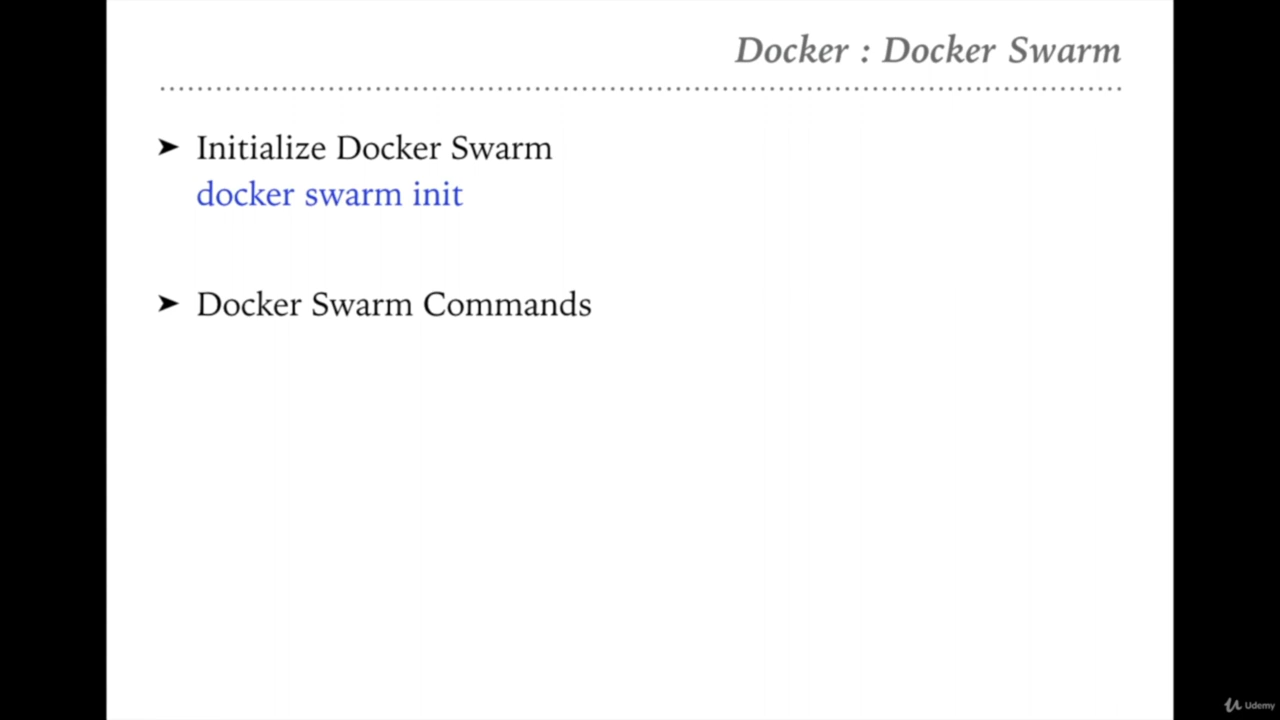 Docker : Docker Swarm
➤ Initialize Docker Swarm
docker swarm init
➤ Docker Swarm Commands
Udemy